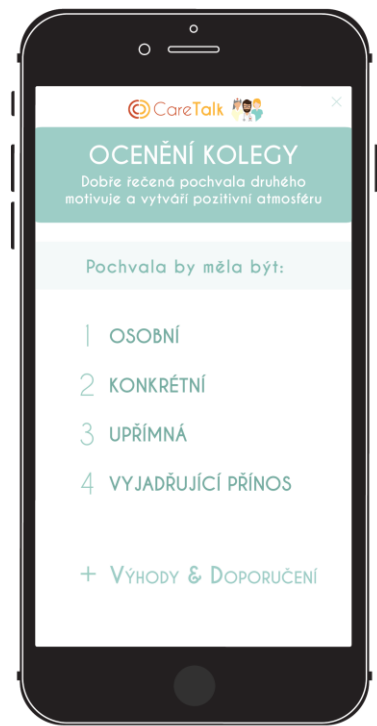 CareTalk
OCENĚNÍ KOLEGY
Dobře řečená pochvala druhého
motivuje a vytváří pozitivní atmosféru
Pochvala by měla být:
1 OSOBNÍ
2 KONKRÉTNÍ
3 UPŘÍMNÁ
4 VYJADŘUJÍCÍ PŘÍNOS
+ VÝHODY & DOPORUČENÍ